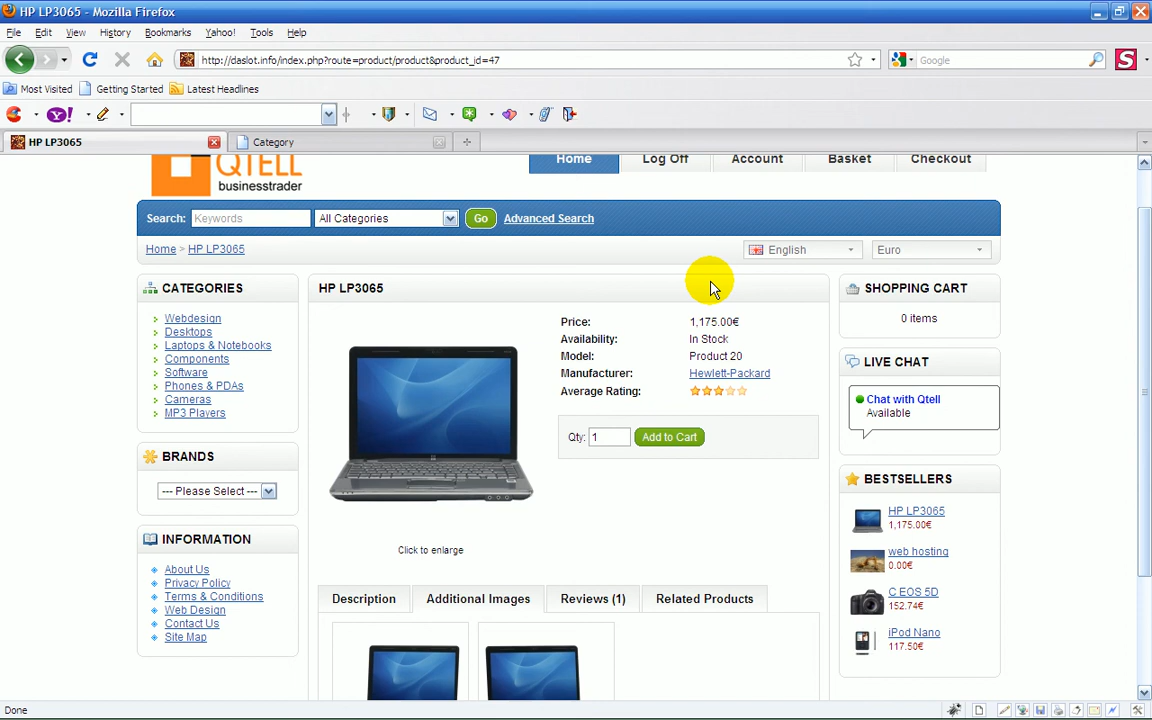 HP LP3065 - Mozilla Firefox
File Edit View History Bookmarks Yahoo! Tools Help
http://daslot.info/index.php?route=product/product&product_id=47
Google
S
Most Visited Getting Started Latest Headlines
Y!
HP LP3065 Category
QTELL
businesstrader
Home Log Off Account Basket Checkout
Search: Keywords All Categories Go Advanced Search
Home > HP LP3065 English Euro
CATEGORIES
Webdesign
Desktops
Laptops & Notebooks
Components
Software
Phones & PDAs
Cameras
MP3 Players
BRANDS
--- Please Select ---
INFORMATION
About Us
Privacy Policy
Terms & Conditions
Web Design
Contact Us
Site Map
HP LP3065
Price: 1,175.00€
Availability: In Stock
Model: Product 20
Manufacturer: Hewlett-Packard
Average Rating:
Qty: 1 Add to Cart
Click to enlarge
Description Additional Images Reviews (1) Related Products
SHOPPING CART
0 items
LIVE CHAT
Chat with Qtell
Available
BESTSELLERS
HP LP3065
1,175.00€
web hosting
0.00€
C EOS 5D
152.74€
iPod Nano
117.50€
Done